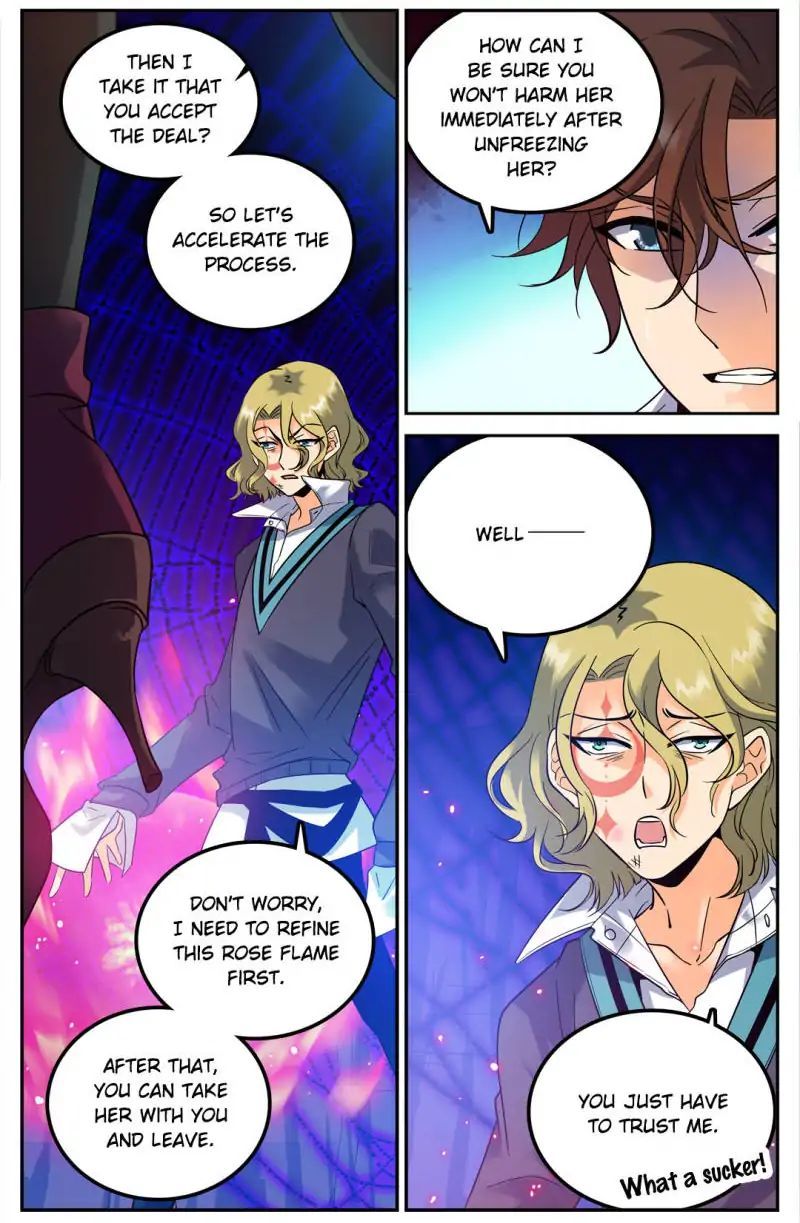 THEN I
TAKE IT THAT
YOU ACCEPT
THE DEAL?
SO LET'S
ACCELERATE THE
PROCESS.
DON'T WORRY,
I NEED TO REFINE
THIS ROSE FLAME
FIRST.
AFTER THAT,
YOU CAN TAKE
HER WITH YOU
AND LEAVE.
HOW CAN I
BE SURE YOU
WON'T HARM HER
IMMEDIATELY AFTER
UNFREEZING
HER?
WELL——
YOU JUST HAVE
TO TRUST ME.
What a sucker!